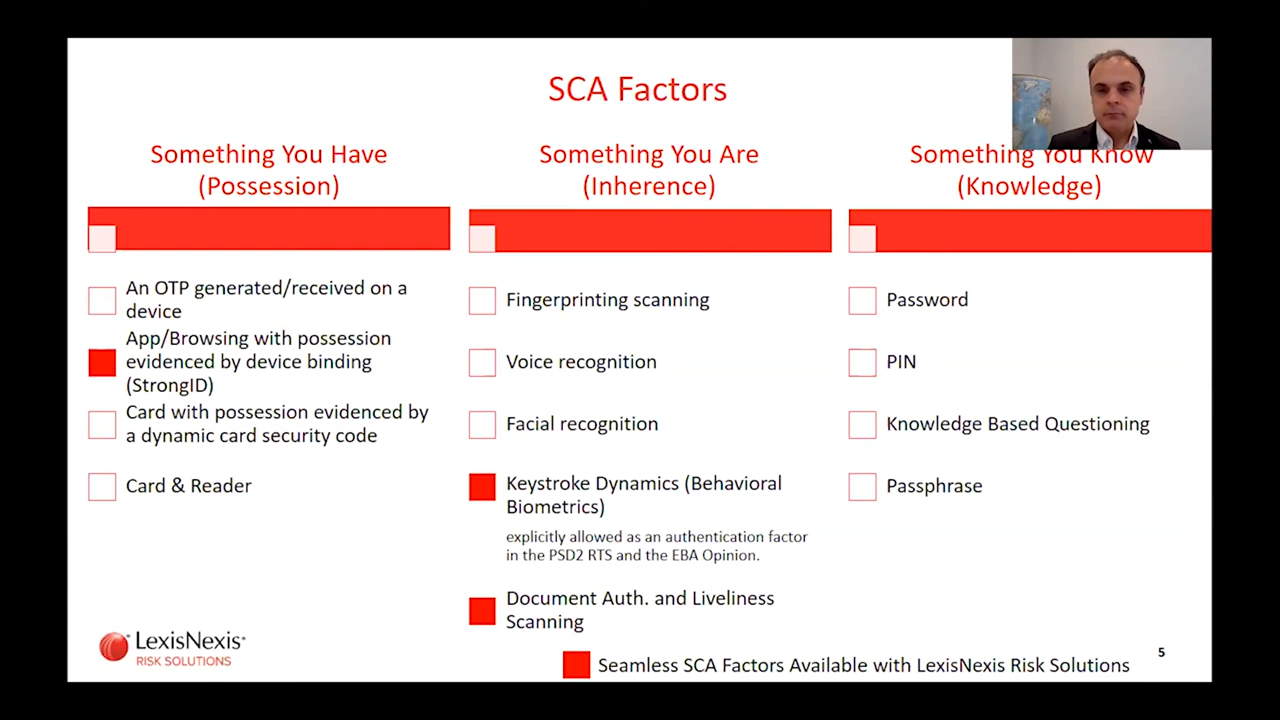 SCA Factors
Something You Have
(Possession)
An OTP generated/received on a
device
App/Browsing with possession
evidenced by device binding
(StrongID)
Card with possession evidenced by
a dynamic card security code
Card & Reader
Something You Are
(Inherence)
Fingerprinting scanning
Voice recognition
Facial recognition
Keystroke Dynamics (Behavioral
Biometrics)
explicitly allowed as an authentication factor
in the PSD2 RTS and the EBA Opinion.
Document Auth. and Liveliness
Scanning
Something You Know
(Knowledge)
Password
PIN
Knowledge Based Questioning
Passphrase
LexisNexis®
RISK SOLUTIONS
Seamless SCA Factors Available with LexisNexis Risk Solutions
5